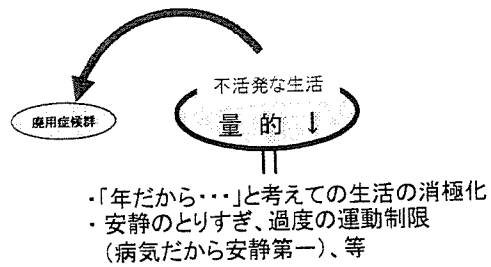 不活発な生活
廃用症候群
量的↓
・「年だから・・・」と考えての生活の消極化
・安静のとりすぎ、過度の運動制限
（病気だから安静第一）、等